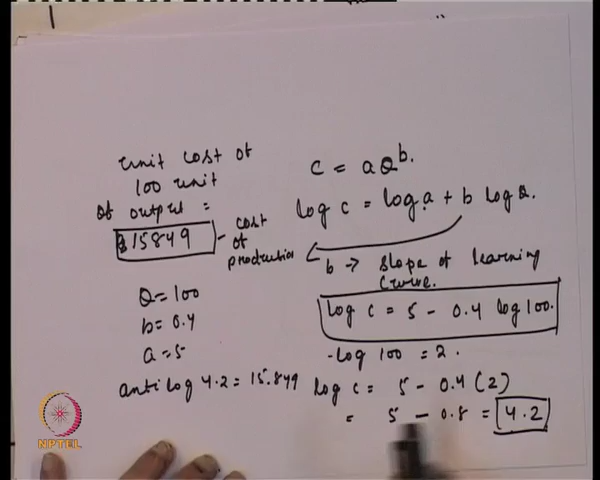 unit cost of
100 unit
of output =
$15849 - cost
of
production
Q = 100
b = 0.4
a = 5
antilog 4.2 = 15.849
C = aQ^b.
log c = log a + b log Q.
b → slope of learning
curve.
log c = 5 - 0.4 log 100.
-log 100 = 2.
log c = 5 - 0.4 (2)
= 5 - 0.8 = 4.2
NPTEL